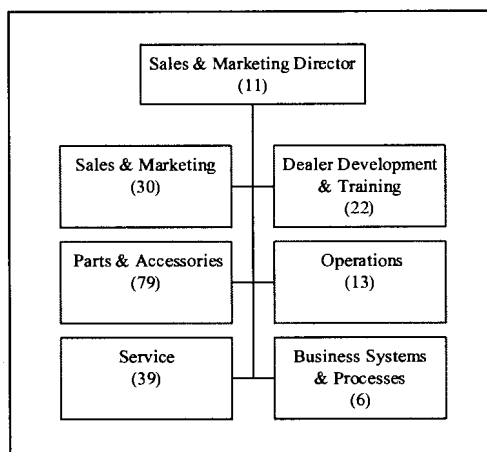 Sales & Marketing Director
(11)
Sales & Marketing
(30)
Dealer Development
& Training
(22)
Parts & Accessories
(79)
Operations
(13)
Service
(39)
Business Systems
& Processes
(6)